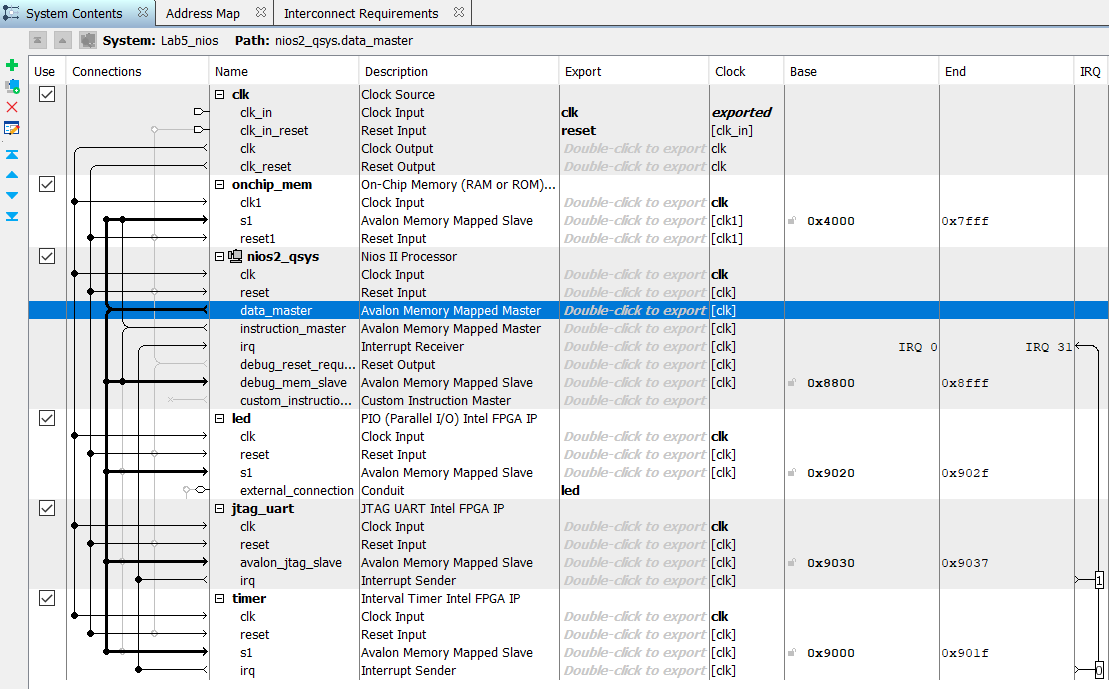 System Contents Address Map Interconnect Requirements
System: Lab5_nios Path: nios2_qsys.data_master
Use Connections Name Description Export Clock Base End IRQ
clk Clock Source
clk_in Clock Input clk exported
clk_in_reset Reset Input reset [clk_in]
clk Clock Output Double-click to export clk
clk_reset Reset Output Double-click to export clk
onchip_mem On-Chip Memory (RAM or ROM)...
clk1 Clock Input Double-click to export clk
s1 Avalon Memory Mapped Slave Double-click to export [clk1] 0x4000 0x7fff
reset1 Reset Input Double-click to export [clk1]
nios2_qsys Nios II Processor
clk Clock Input Double-click to export clk
reset Reset Input Double-click to export [clk]
data_master Avalon Memory Mapped Master Double-click to export [clk]
instruction_master Avalon Memory Mapped Master Double-click to export [clk]
irq Interrupt Receiver Double-click to export [clk] IRQ 0 IRQ 31
debug_reset_requ... Reset Output Double-click to export [clk]
debug_mem_slave Avalon Memory Mapped Slave Double-click to export [clk] 0x8800 0x8fff
custom_instructio... Custom Instruction Master Double-click to export
led PIO (Parallel I/O) Intel FPGA IP
clk Clock Input Double-click to export clk
reset Reset Input Double-click to export [clk]
s1 Avalon Memory Mapped Slave Double-click to export [clk] 0x9020 0x902f
external_connection Conduit led
jtag_uart JTAG UART Intel FPGA IP
clk Clock Input Double-click to export clk
reset Reset Input Double-click to export [clk]
avalon_jtag_slave Avalon Memory Mapped Slave Double-click to export [clk] 0x9030 0x9037
irq Interrupt Sender Double-click to export [clk] 1
timer Interval Timer Intel FPGA IP
clk Clock Input Double-click to export clk
reset Reset Input Double-click to export [clk]
s1 Avalon Memory Mapped Slave Double-click to export [clk] 0x9000 0x901f
irq Interrupt Sender Double-click to export [clk] 0